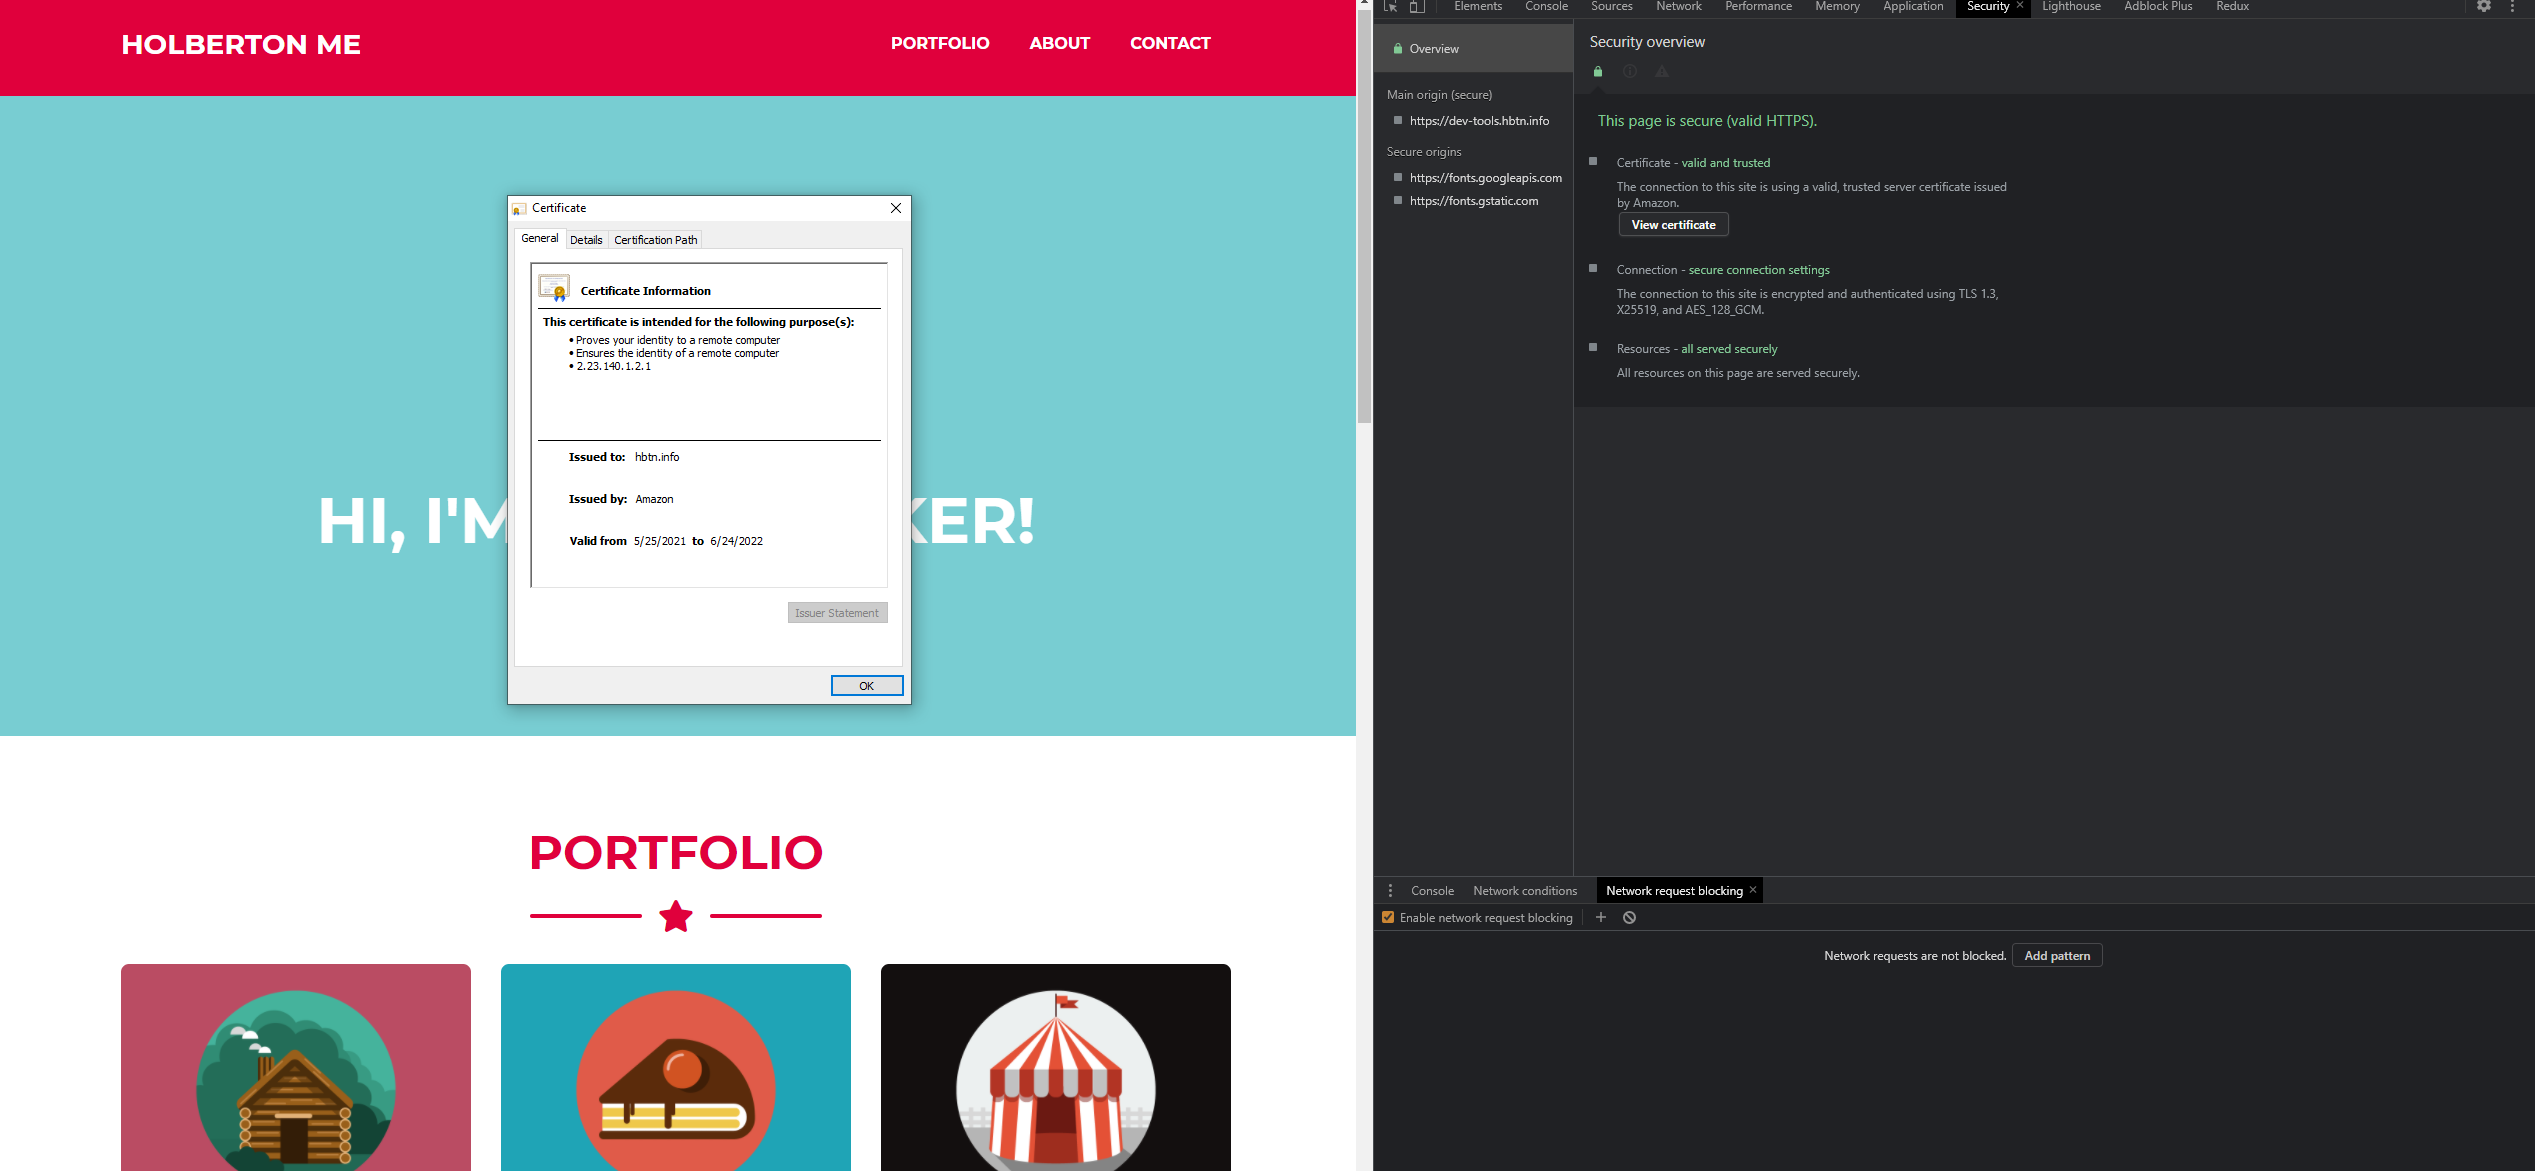 HOLBERTON ME
PORTFOLIO ABOUT CONTACT
Certificate
General Details Certification Path
Certificate Information
This certificate is intended for the following purpose(s):
• Proves your identity to a remote computer
• Ensures the identity of a remote computer
• 2.23.140.1.2.1
Issued to: hbtn.info
Issued by: Amazon
Valid from 5/25/2021 to 6/24/2022
Issuer Statement
OK
HI, I'M KER!
PORTFOLIO
Elements Console Sources Network Performance Memory Application Security Lighthouse Adblock Plus Redux
Overview
Main origin (secure)
https://dev-tools.hbtn.info
Secure origins
https://fonts.googleapis.com
https://fonts.gstatic.com
Security overview
This page is secure (valid HTTPS).
Certificate - valid and trusted
The connection to this site is using a valid, trusted server certificate issued
by Amazon.
View certificate
Connection - secure connection settings
The connection to this site is encrypted and authenticated using TLS 1.3,
X25519, and AES_128_GCM.
Resources - all served securely
All resources on this page are served securely.
Console Network conditions Network request blocking
Enable network request blocking
Network requests are not blocked. Add pattern